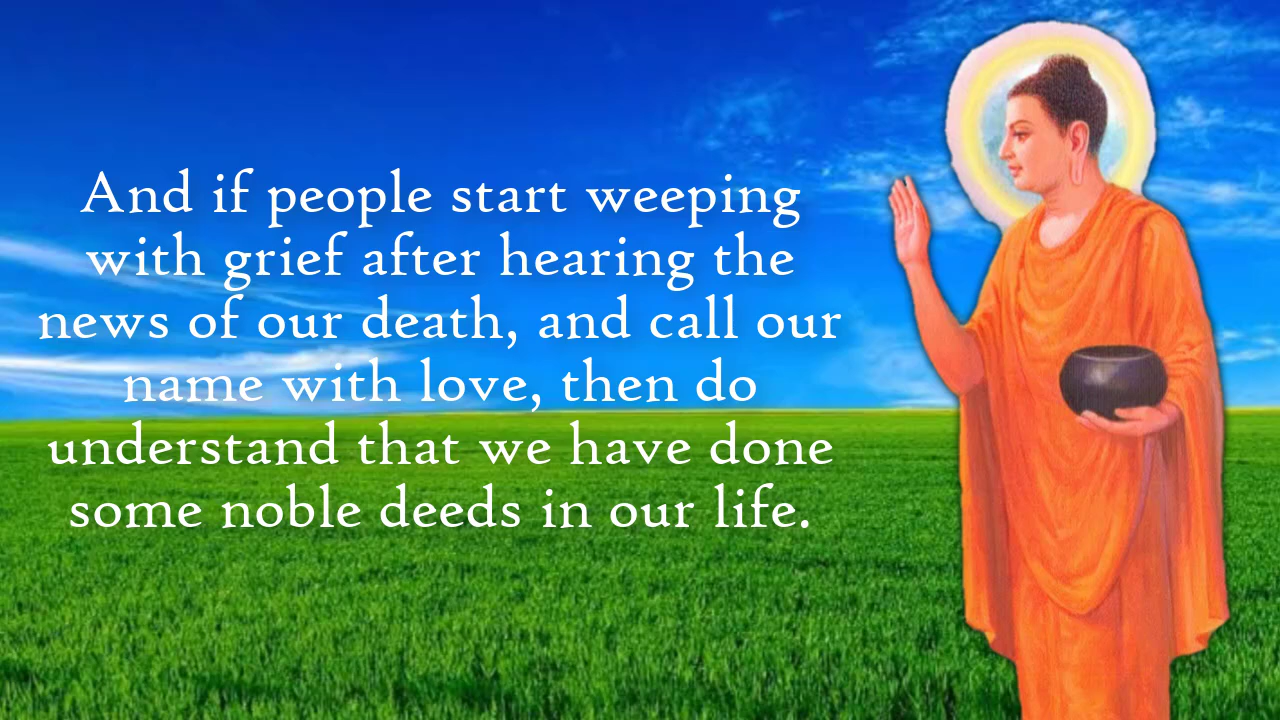 And if people start weeping
with grief after hearing the
news of our death, and call our
name with love, then do
understand that we have done
some noble deeds in our life.